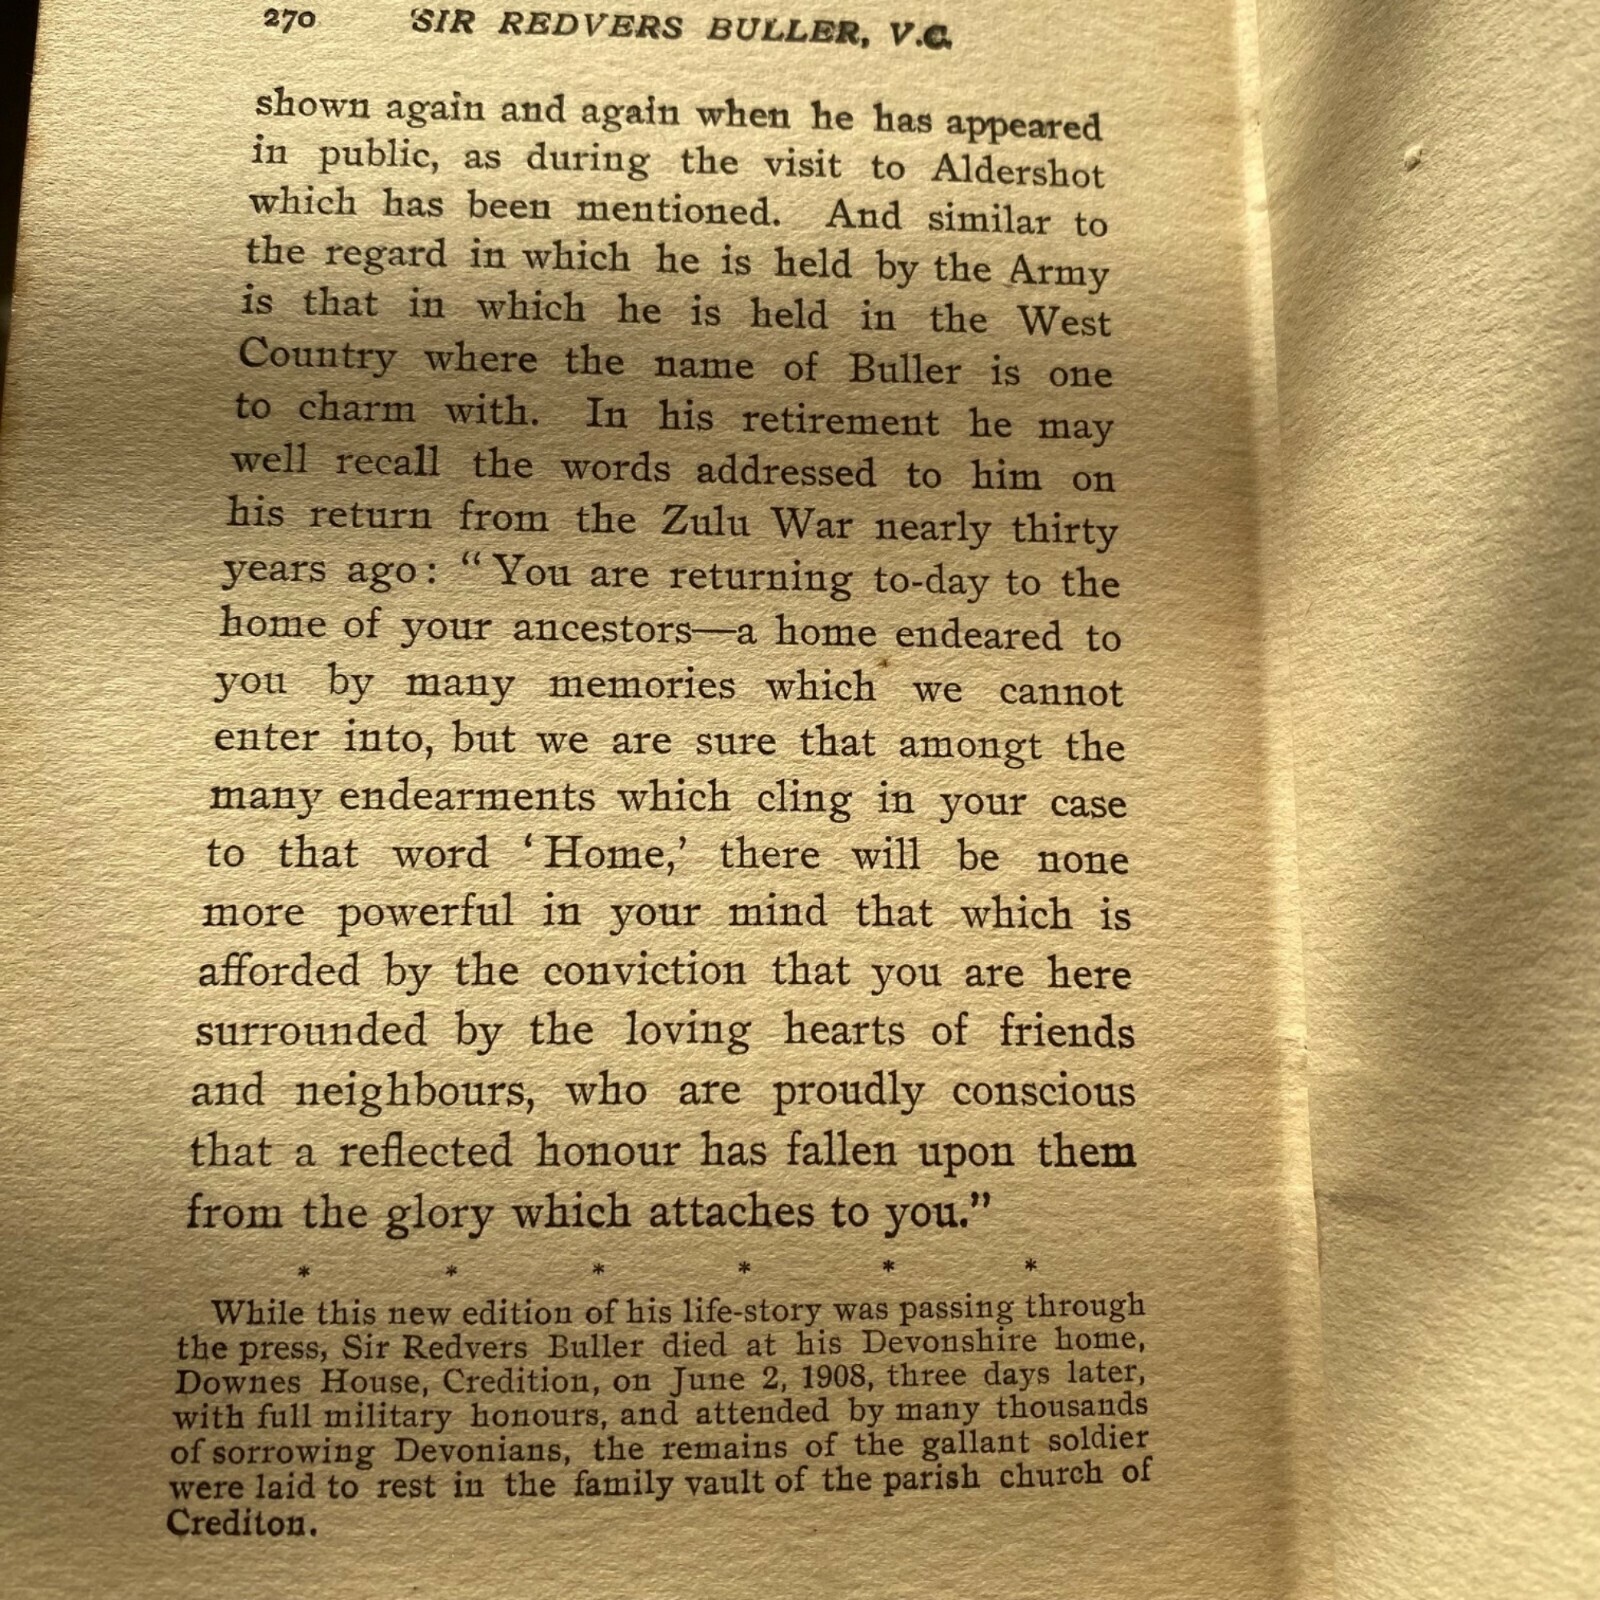 270 SIR REDVERS BULLER, V.C.
shown again and again when he has appeared
in public, as during the visit to Aldershot
which has been mentioned. And similar to
the regard in which he is held by the Army
is that in which he is held in the West
Country where the name of Buller is one
to charm with. In his retirement he may
well recall the words addressed to him on
his return from the Zulu War nearly thirty
years ago: “You are returning to-day to the
home of your ancestors—a home endeared to
you by many memories which we cannot
enter into, but we are sure that amongt the
many endearments which cling in your case
to that word ‘Home,’ there will be none
more powerful in your mind that which is
afforded by the conviction that you are here
surrounded by the loving hearts of friends
and neighbours, who are proudly conscious
that a reflected honour has fallen upon them
from the glory which attaches to you.”
* * * * * *
While this new edition of his life-story was passing through
the press, Sir Redvers Buller died at his Devonshire home,
Downes House, Credition, on June 2, 1908, three days later,
with full military honours, and attended by many thousands
of sorrowing Devonians, the remains of the gallant soldier
were laid to rest in the family vault of the parish church of
Crediton.